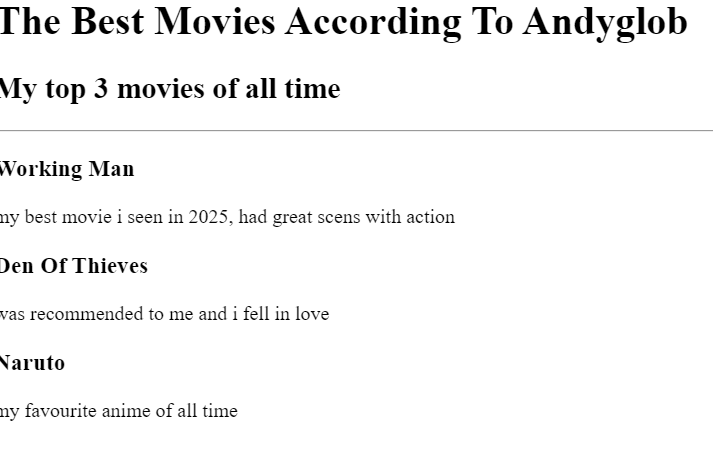 The Best Movies According To Andyglob
My top 3 movies of all time
Working Man
my best movie i seen in 2025, had great scens with action
Den Of Thieves
was recommended to me and i fell in love
Naruto
my favourite anime of all time